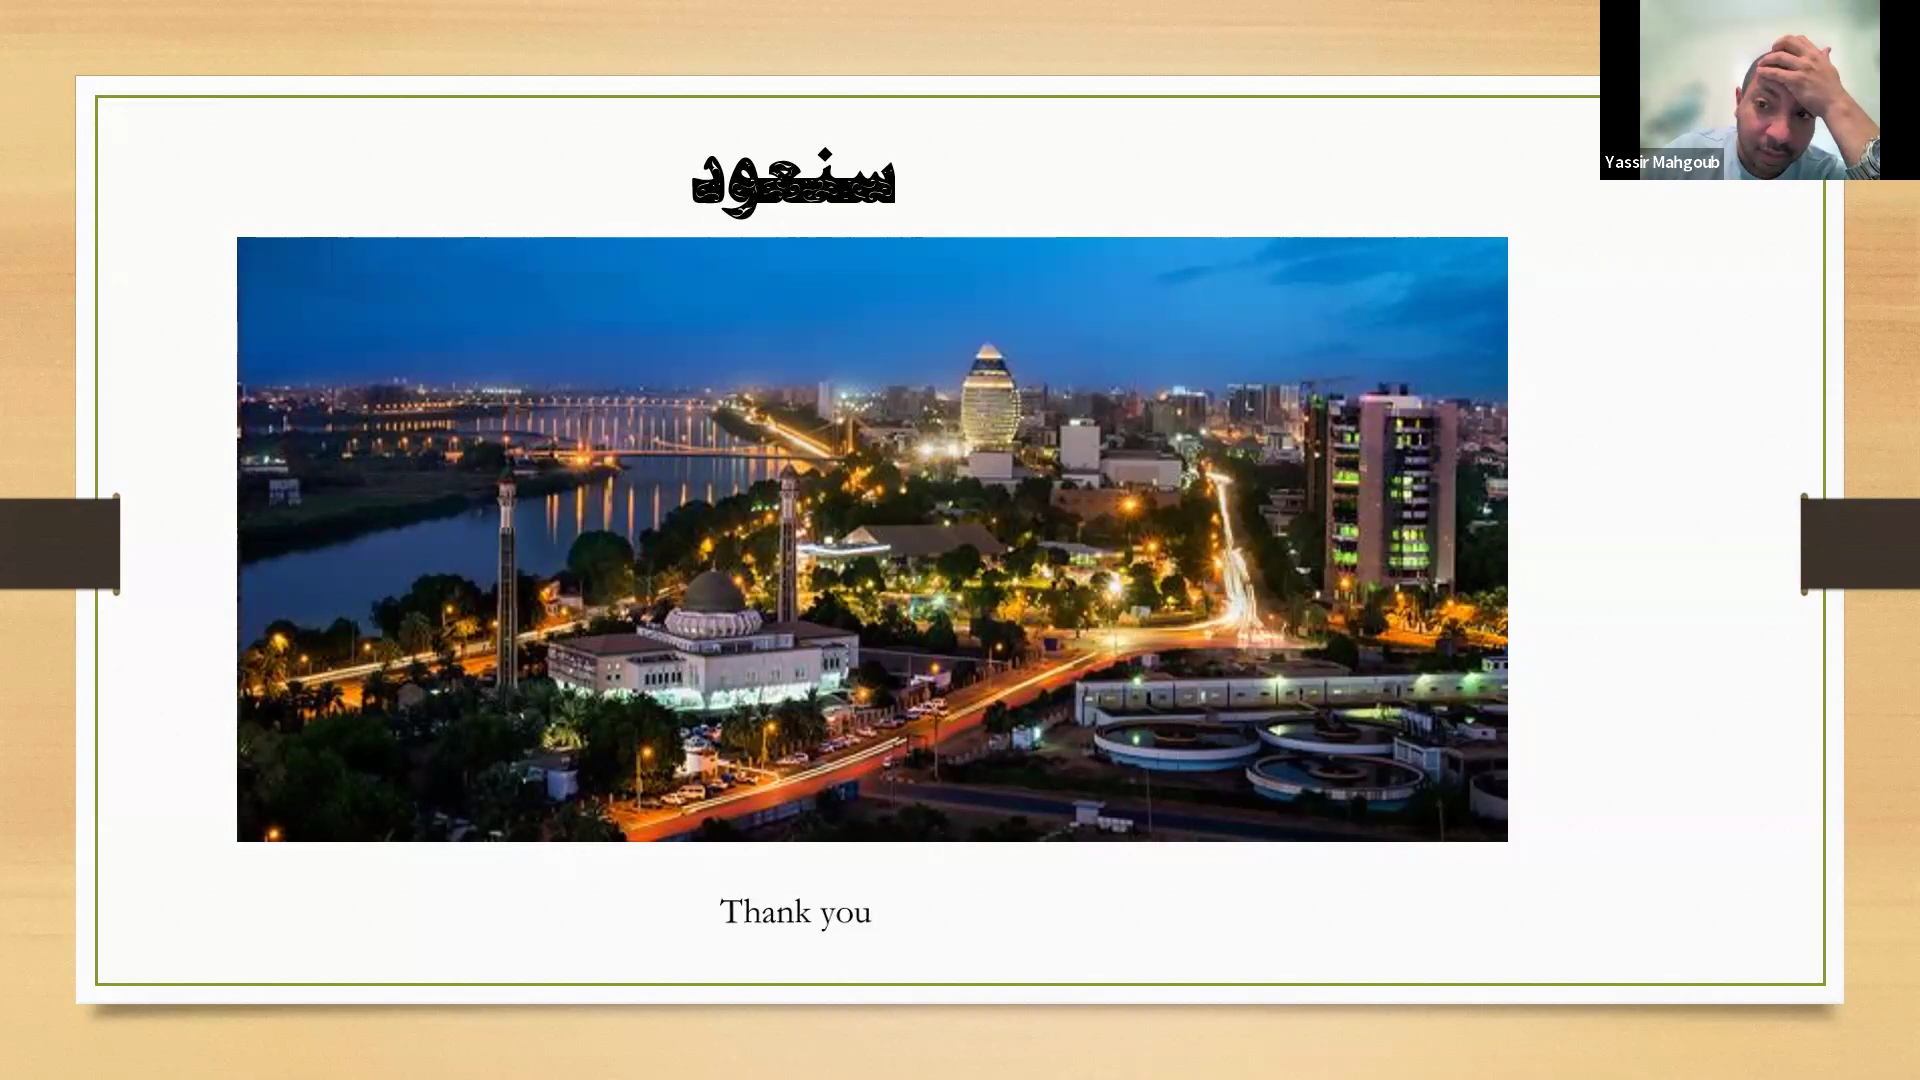 سنعود
Yassir Mahgoub
Thank you